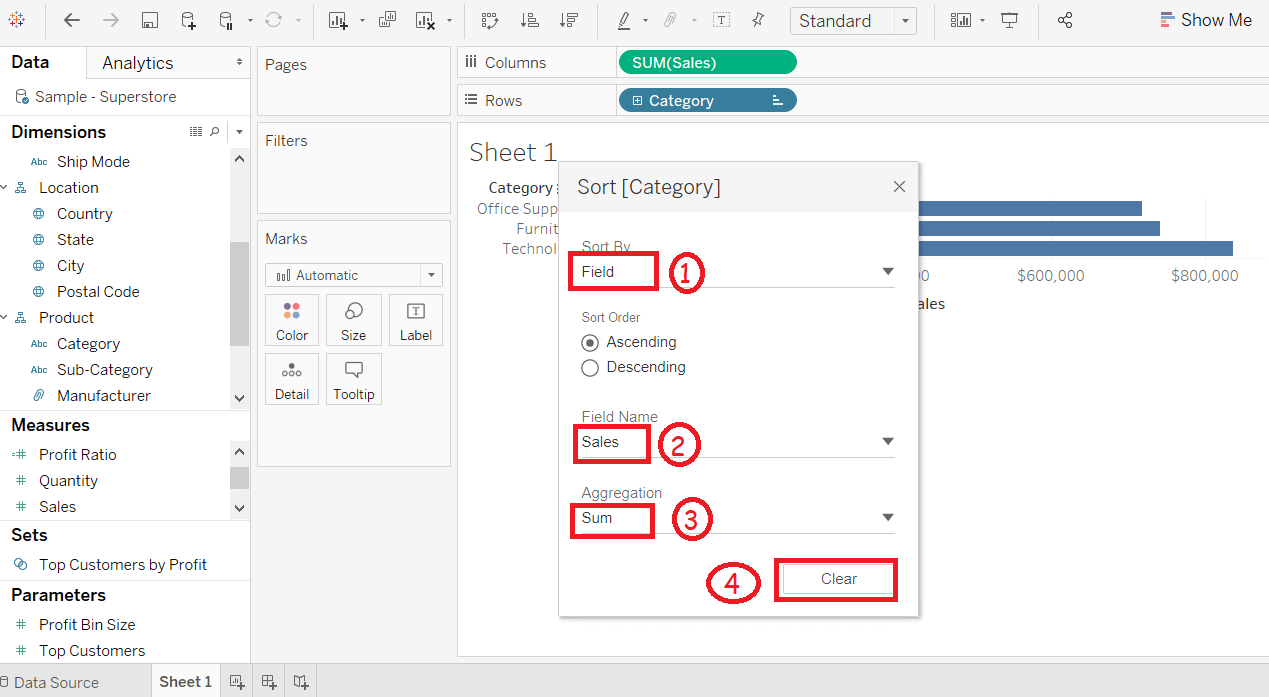 Standard
Show Me
Data
Analytics
Sample - Superstore
Dimensions
Abc Ship Mode
Location
Country
State
City
Postal Code
Product
Abc Category
Abc Sub-Category
Manufacturer
Measures
Profit Ratio
Quantity
Sales
Sets
Top Customers by Profit
Parameters
Profit Bin Size
Top Customers
Pages
Filters
Marks
Automatic
Color
Size
T
Label
Detail
Tooltip
Columns
SUM(Sales)
Rows
Category
Sheet 1
Category
Office Supp
Furnit
Technol
$600,000
$800,000
ales
Sort [Category]
Sort By
Field
1
Sort Order
Ascending
Descending
Field Name
Sales
2
Aggregation
Sum
3
4
Clear
Data Source
Sheet 1